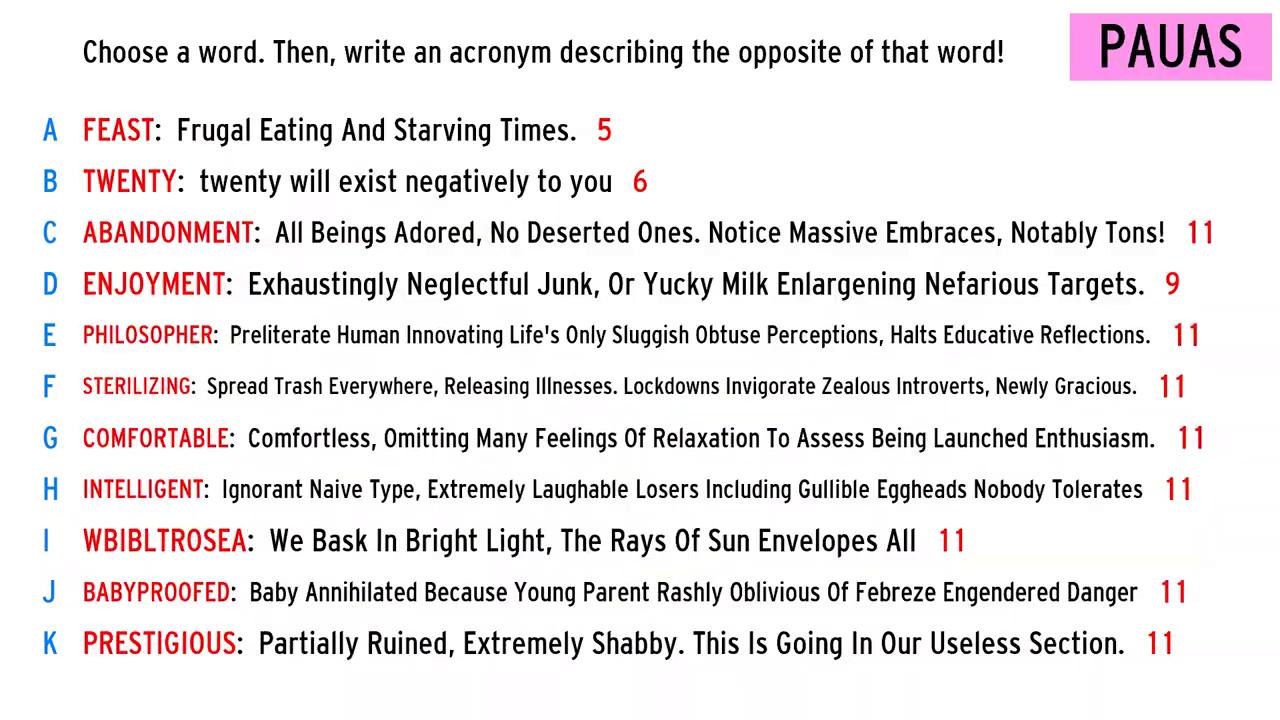 Choose a word. Then, write an acronym describing the opposite of that word!
PAUAS
A FEAST: Frugal Eating And Starving Times. 5
B TWENTY: twenty will exist negatively to you 6
C ABANDONMENT: All Beings Adored, No Deserted Ones. Notice Massive Embraces, Notably Tons! 11
D ENJOYMENT: Exhaustingly Neglectful Junk, Or Yucky Milk Enlargening Nefarious Targets. 9
E PHILOSOPHER: Preliterate Human Innovating Life's Only Sluggish Obtuse Perceptions, Halts Educative Reflections. 11
F STERILIZING: Spread Trash Everywhere, Releasing Illnesses. Lockdowns Invigorate Zealous Introverts, Newly Gracious. 11
G COMFORTABLE: Comfortless, Omitting Many Feelings Of Relaxation To Assess Being Launched Enthusiasm. 11
H INTELLIGENT: Ignorant Naive Type, Extremely Laughable Losers Including Gullible Eggheads Nobody Tolerates 11
I WBIBLTROSEA: We Bask In Bright Light, The Rays Of Sun Envelopes All 11
J BABYPROOFED: Baby Annihilated Because Young Parent Rashly Oblivious Of Febreze Engendered Danger 11
K PRESTIGIOUS: Partially Ruined, Extremely Shabby. This Is Going In Our Useless Section. 11